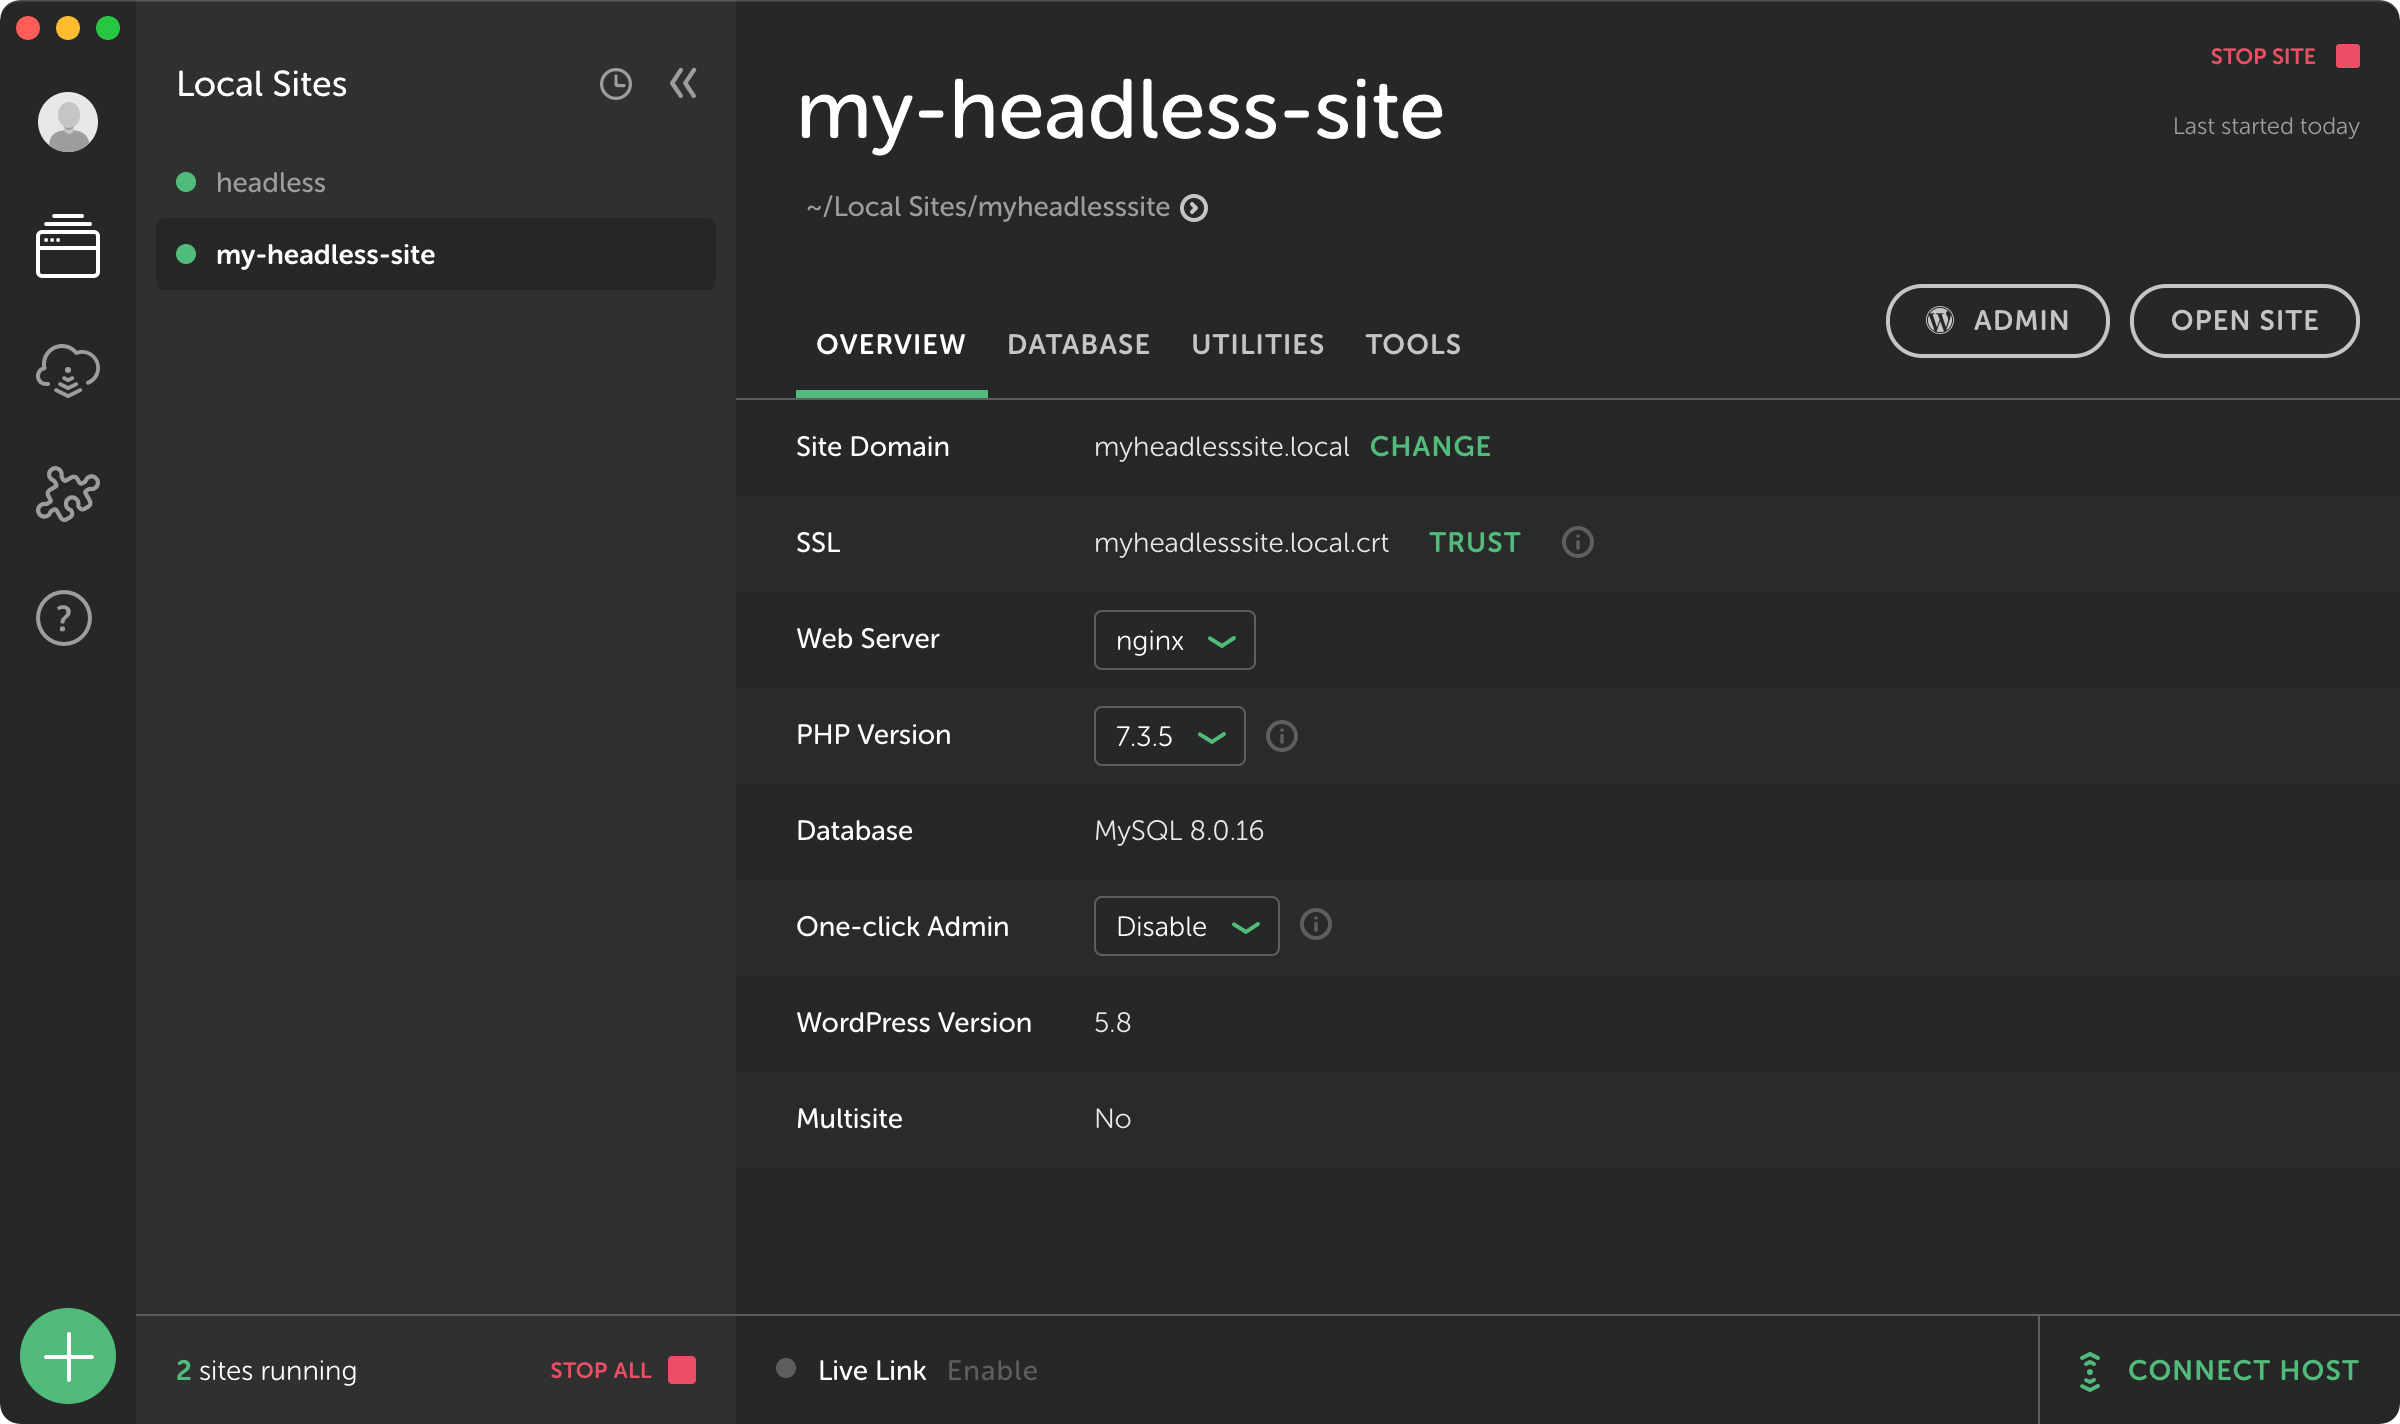 Local Sites
headless
my-headless-site
2 sites running
STOP ALL
my-headless-site
STOP SITE
Last started today
~/Local Sites/myheadlesssite
OVERVIEW DATABASE UTILITIES TOOLS
ADMIN
OPEN SITE
Site Domain myheadlesssite.local CHANGE
SSL myheadlesssite.local.crt TRUST
Web Server nginx
PHP Version 7.3.5
Database MySQL 8.0.16
One-click Admin Disable
WordPress Version 5.8
Multisite No
Live Link Enable
CONNECT HOST